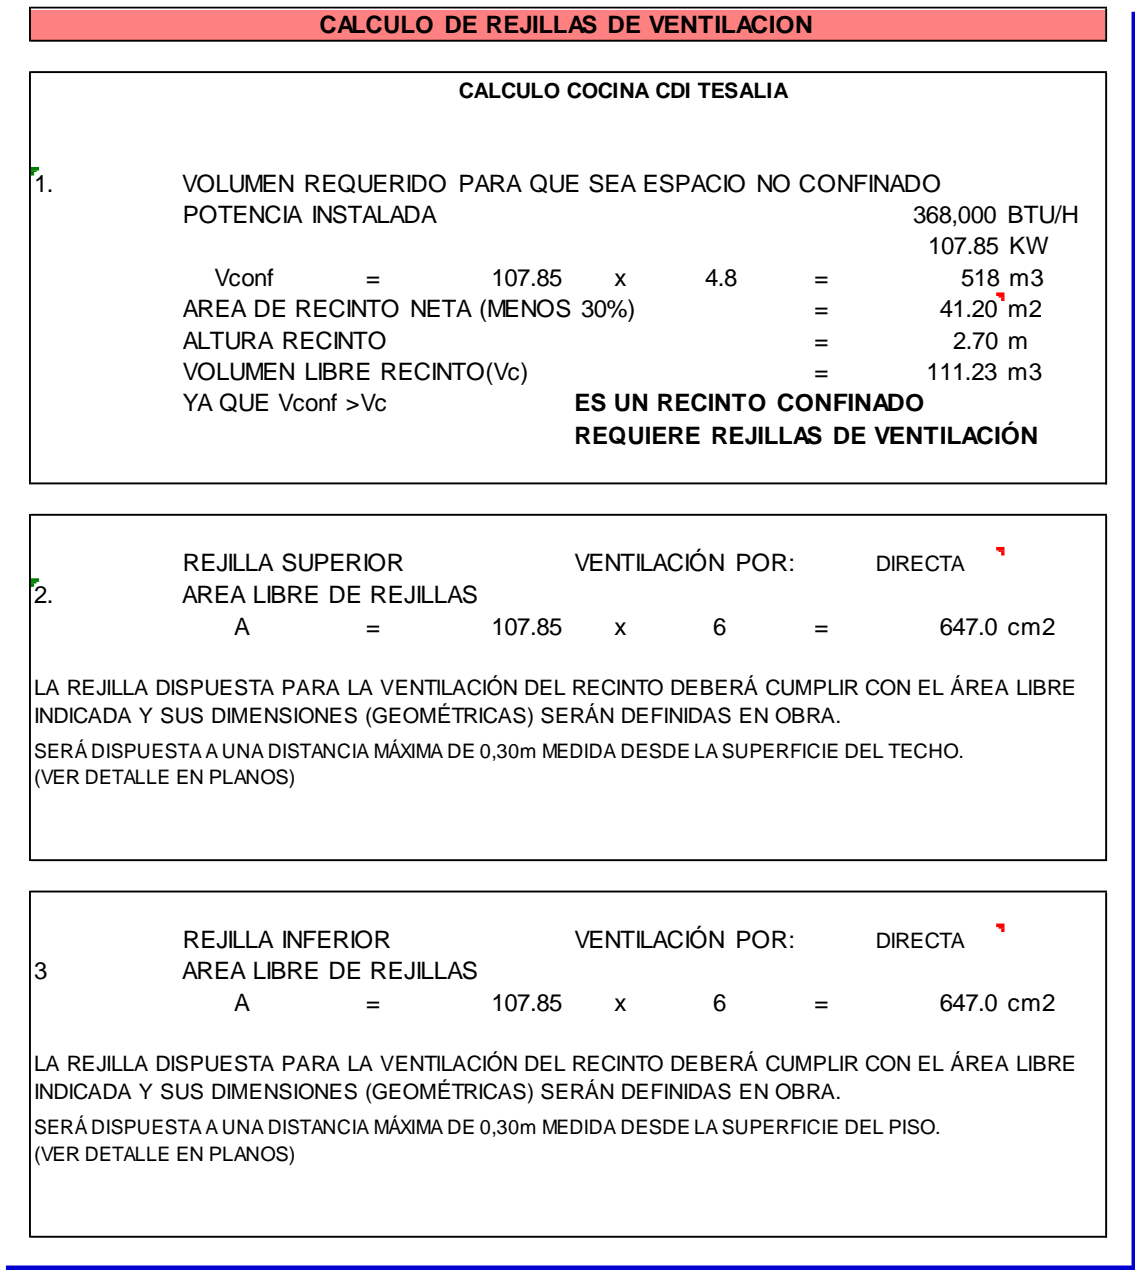 CALCULO DE REJILLAS DE VENTILACION
CALCULO COCINA CDI TESALIA
1. VOLUMEN REQUERIDO PARA QUE SEA ESPACIO NO CONFINADO
POTENCIA INSTALADA 368,000 BTU/H
107.85 KW
Vconf = 107.85 x 4.8 = 518 m3
AREA DE RECINTO NETA (MENOS 30%) = 41.20 m2
ALTURA RECINTO = 2.70 m
VOLUMEN LIBRE RECINTO(Vc) = 111.23 m3
YA QUE Vconf >Vc ES UN RECINTO CONFINADO
REQUIERE REJILLAS DE VENTILACIÓN
REJILLA SUPERIOR VENTILACIÓN POR: DIRECTA
2. AREA LIBRE DE REJILLAS
A = 107.85 x 6 = 647.0 cm2
LA REJILLA DISPUESTA PARA LA VENTILACIÓN DEL RECINTO DEBERÁ CUMPLIR CON EL ÁREA LIBRE
INDICADA Y SUS DIMENSIONES (GEOMÉTRICAS) SERÁN DEFINIDAS EN OBRA.
SERÁ DISPUESTA A UNA DISTANCIA MÁXIMA DE 0,30m MEDIDA DESDE LA SUPERFICIE DEL TECHO.
(VER DETALLE EN PLANOS)
REJILLA INFERIOR VENTILACIÓN POR: DIRECTA
3 AREA LIBRE DE REJILLAS
A = 107.85 x 6 = 647.0 cm2
LA REJILLA DISPUESTA PARA LA VENTILACIÓN DEL RECINTO DEBERÁ CUMPLIR CON EL ÁREA LIBRE
INDICADA Y SUS DIMENSIONES (GEOMÉTRICAS) SERÁN DEFINIDAS EN OBRA.
SERÁ DISPUESTA A UNA DISTANCIA MÁXIMA DE 0,30m MEDIDA DESDE LA SUPERFICIE DEL PISO.
(VER DETALLE EN PLANOS)